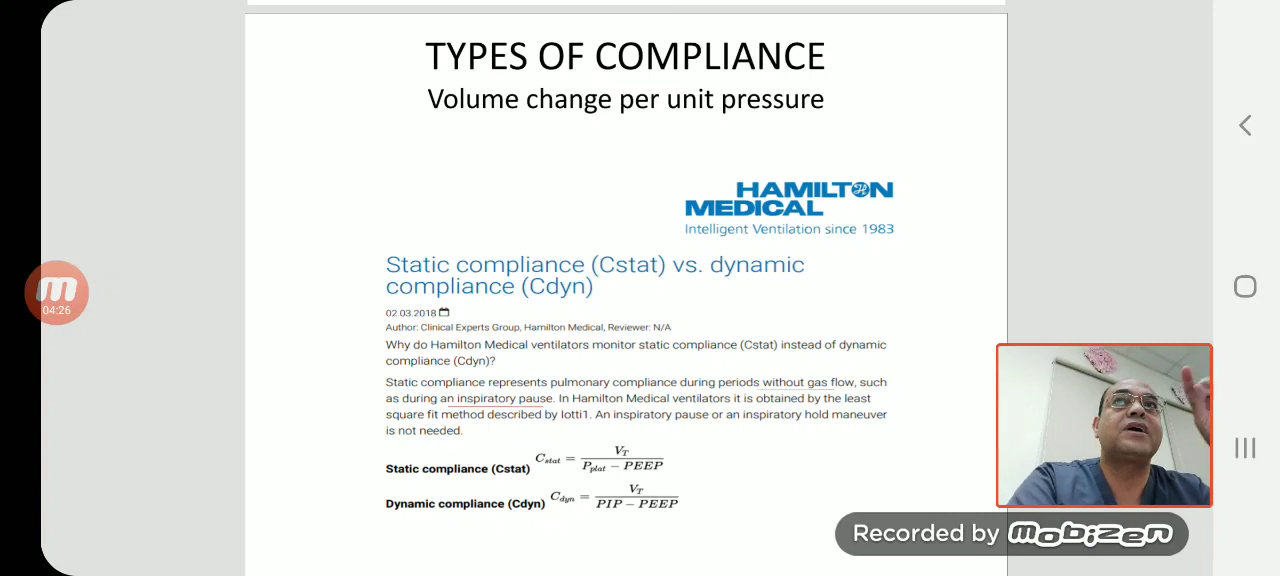 TYPES OF COMPLIANCE
Volume change per unit pressure
HAMILTON
MEDICAL
Intelligent Ventilation since 1983
Static compliance (Cstat) vs. dynamic
compliance (Cdyn)
02.03.2018
Author: Clinical Experts Group, Hamilton Medical, Reviewer: N/A
Why do Hamilton Medical ventilators monitor static compliance (Cstat) instead of dynamic
compliance (Cdyn)?
Static compliance represents pulmonary compliance during periods without gas flow, such
as during an inspiratory pause. In Hamilton Medical ventilators it is obtained by the least
square fit method described by Iotti1. An inspiratory pause or an inspiratory hold maneuver
is not needed.
Static compliance (Cstat) C_stat = V_T / (P_plat − PEEP)
Dynamic compliance (Cdyn) C_dyn = V_T / (PIP − PEEP)
m
04:26
Recorded by mobizen